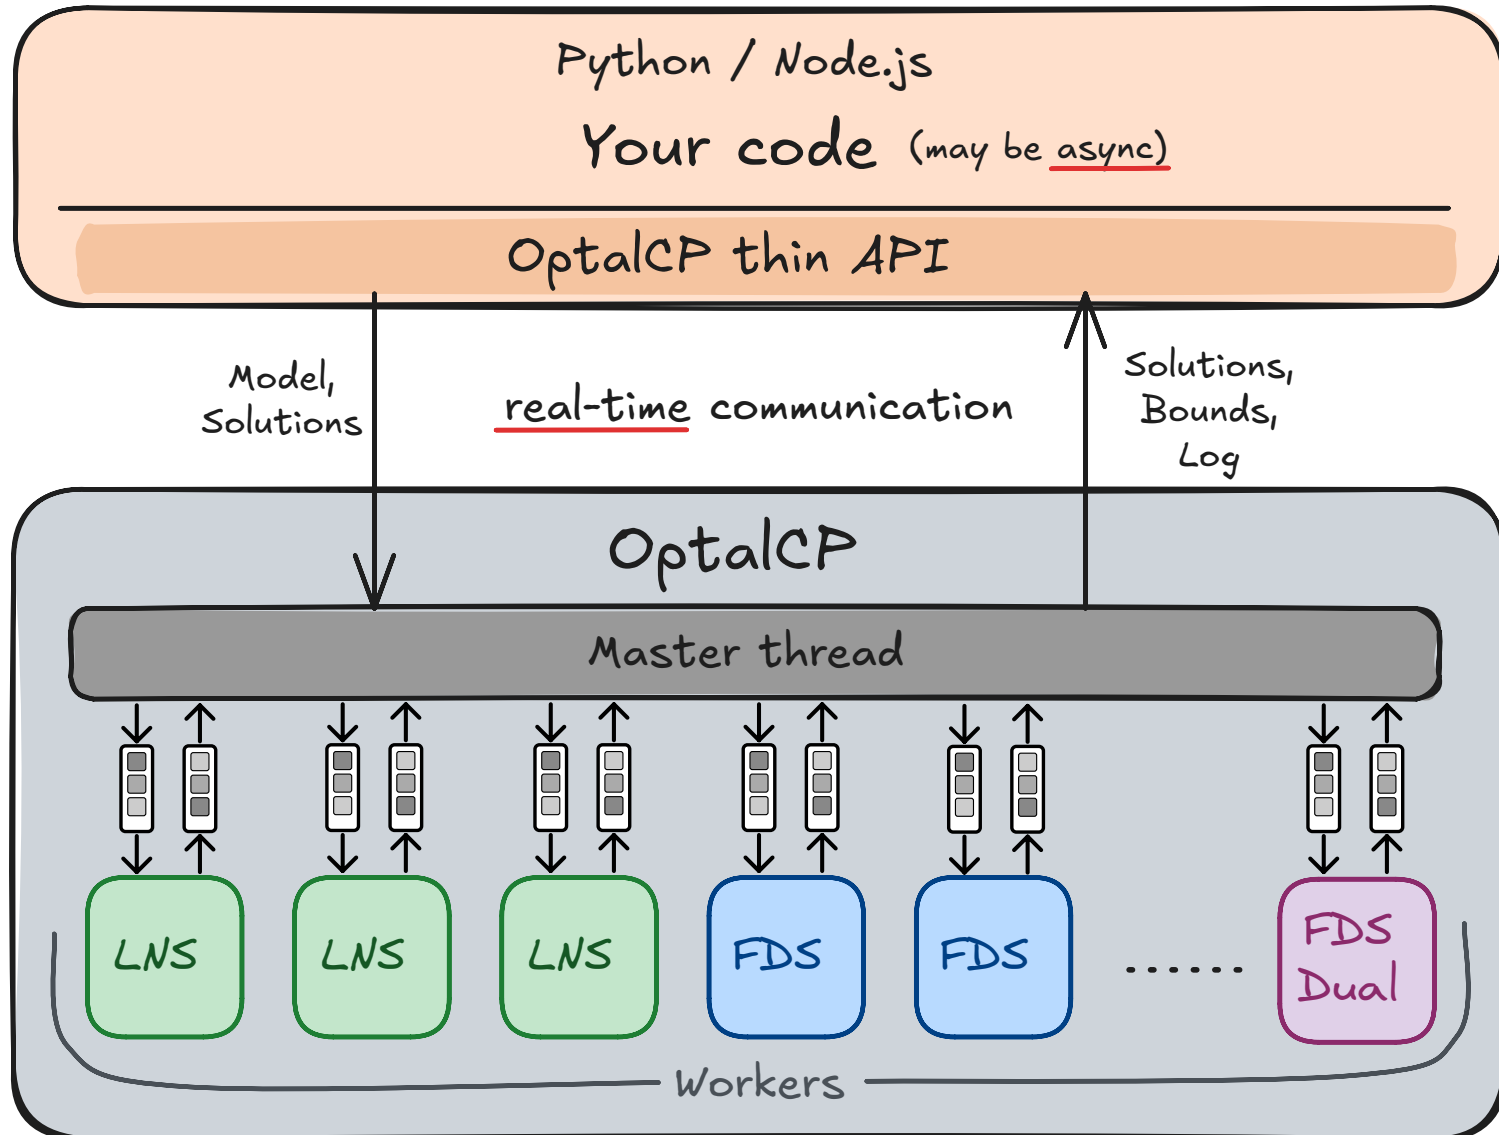 Python / Node.js
Your code (may be async)
OptalCP thin API
Model,
Solutions
real-time communication
Solutions,
Bounds,
Log
OptalCP
Master thread
LNS
LNS
LNS
FDS
FDS
......
FDS
Dual
Workers